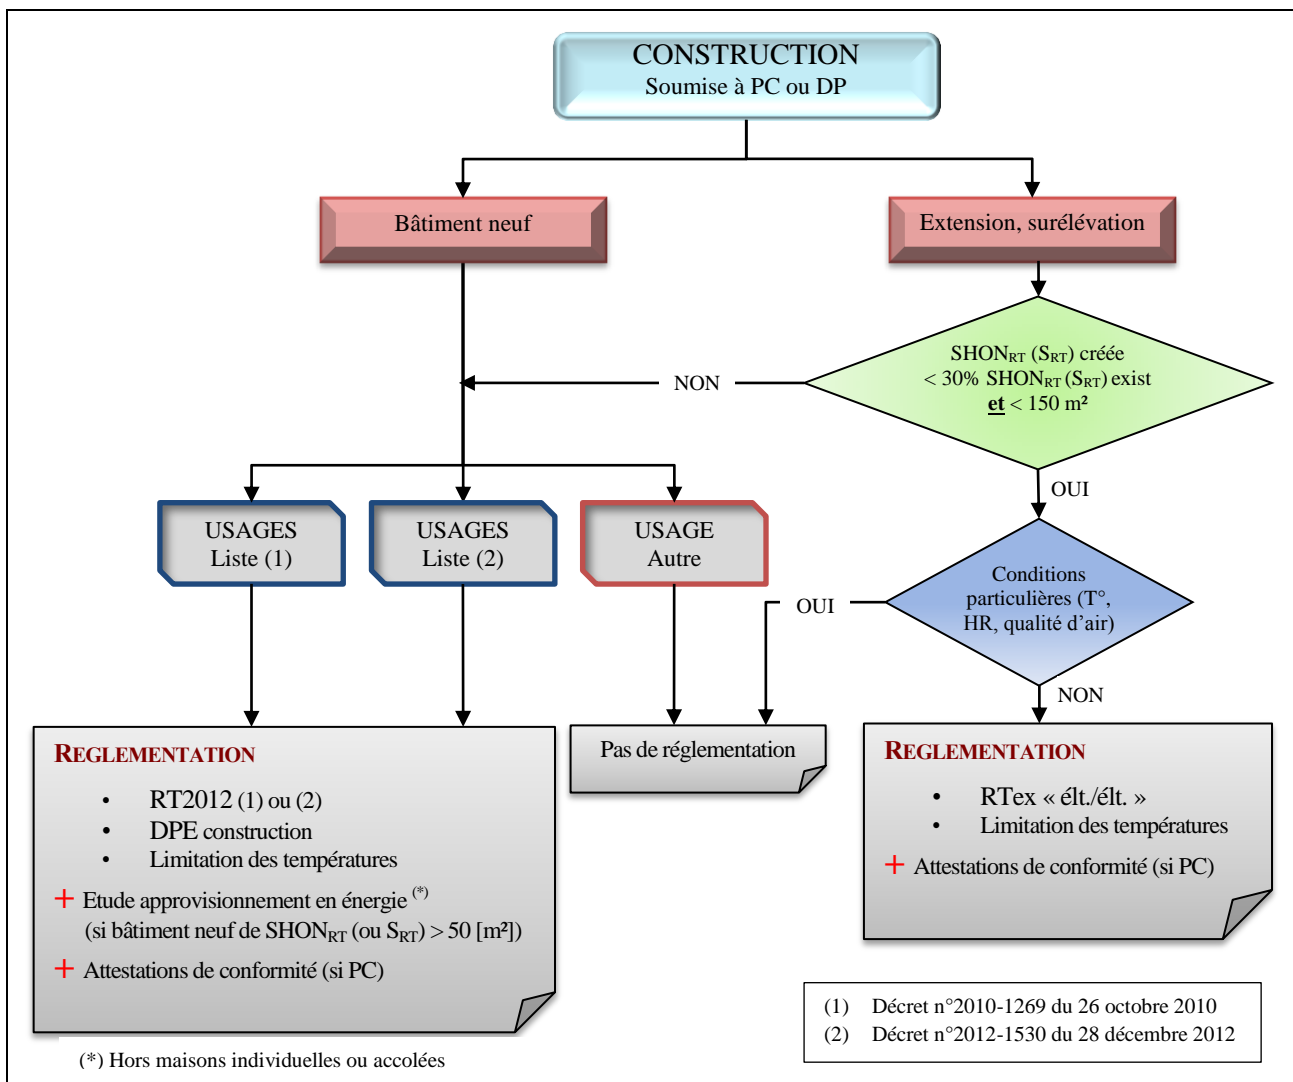 CONSTRUCTION
Soumise à PC ou DP
Bâtiment neuf
Extension, surélévation
SHONRT (SRT) créée
< 30% SHONRT (SRT) exist
et < 150 m²
NON
OUI
USAGES
Liste (1)
USAGES
Liste (2)
USAGE
Autre
Conditions
particulières (T°,
HR, qualité d’air)
OUI
NON
REGLEMENTATION
• RT2012 (1) ou (2)
• DPE construction
• Limitation des températures
+ Etude approvisionnement en énergie (*)
(si bâtiment neuf de SHONRT (ou SRT) > 50 [m²])
+ Attestations de conformité (si PC)
Pas de réglementation
REGLEMENTATION
• RTex « élt./élt. »
• Limitation des températures
+ Attestations de conformité (si PC)
(1) Décret n°2010-1269 du 26 octobre 2010
(2) Décret n°2012-1530 du 28 décembre 2012
(*) Hors maisons individuelles ou accolées